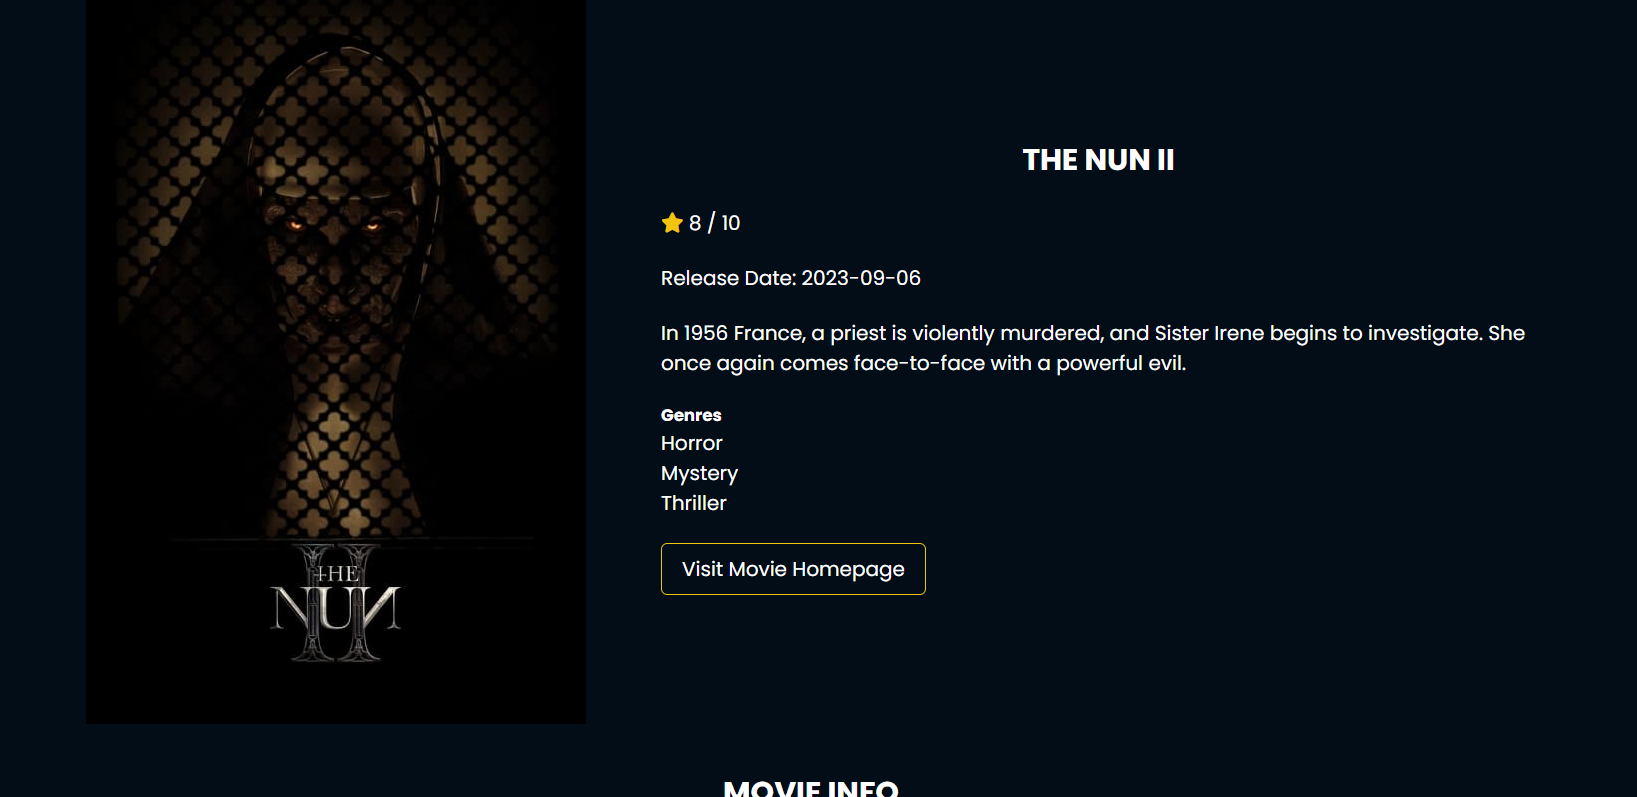 THE
NUN
II
THE NUN II
8 / 10
Release Date: 2023-09-06
In 1956 France, a priest is violently murdered, and Sister Irene begins to investigate. She
once again comes face-to-face with a powerful evil.
Genres
Horror
Mystery
Thriller
Visit Movie Homepage
MOVIE INFO